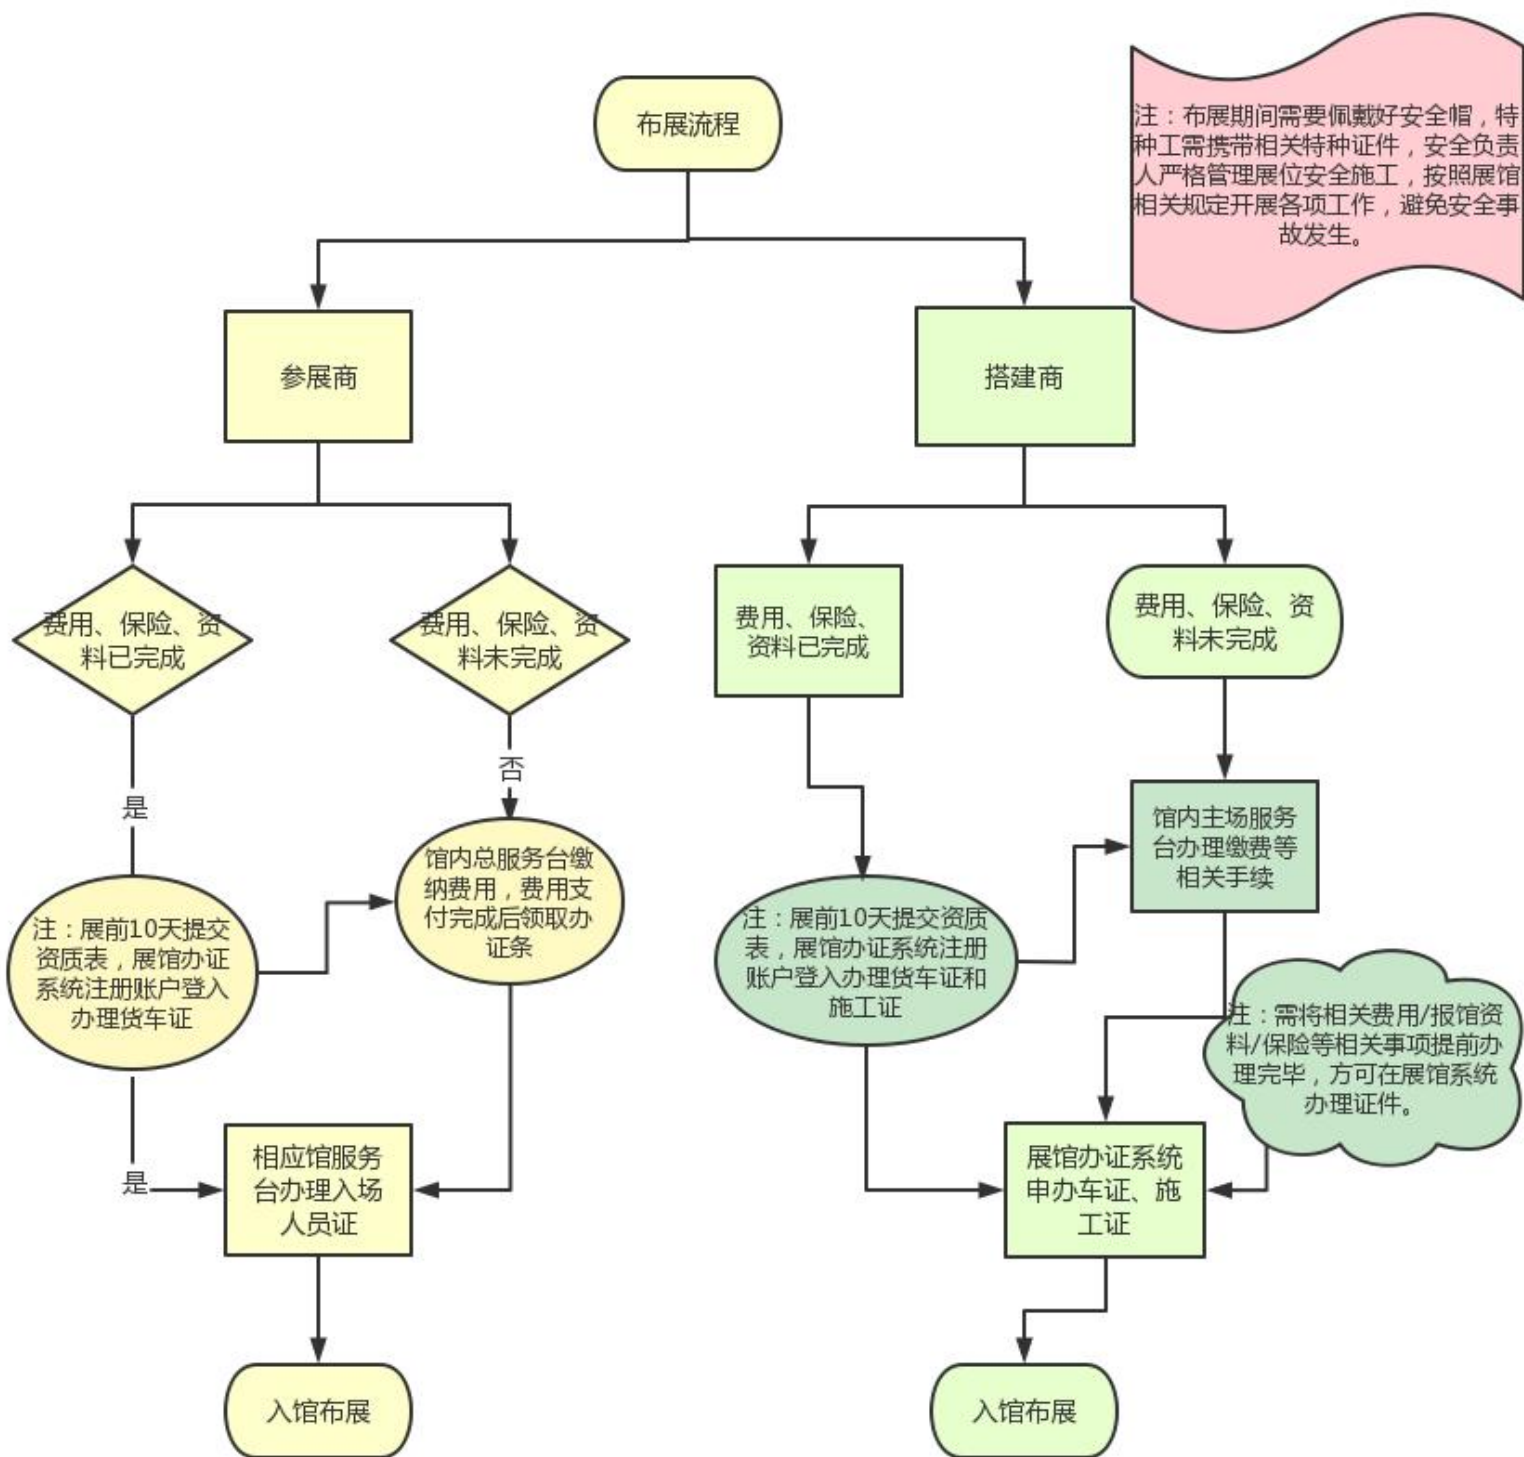 布展流程
注：布展期间需要佩戴好安全帽，特
种工需携带相关特种证件，安全负责
人严格管理展位安全施工，按照展馆
相关规定开展各项工作，避免安全事
故发生。
参展商
搭建商
费用、保险、资
料已完成
费用、保险、资
料未完成
费用、保险、
资料已完成
费用、保险、资
料未完成
是
否
馆内总服务台缴
纳费用，费用支
付完成后领取办
证条
馆内主场服务
台办理缴费等
相关手续
注：展前10天提交
资质表，展馆办证
系统注册账户登入
办理货车证
注：展前10天提交资质
表，展馆办证系统注册
账户登入办理货车证和
施工证
注：需将相关费用/报馆资
料/保险等相关事项提前办
理完毕，方可在展馆系统
办理证件。
是
相应馆服务
台办理入场
人员证
展馆办证系统
申办车证、施
工证
入馆布展
入馆布展